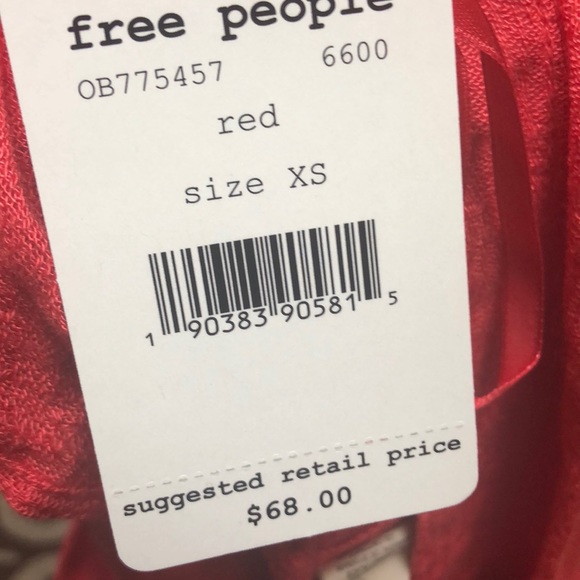 free people
OB775457 6600
red
size XS
1 90383 90581 5
suggested retail price
$68.00